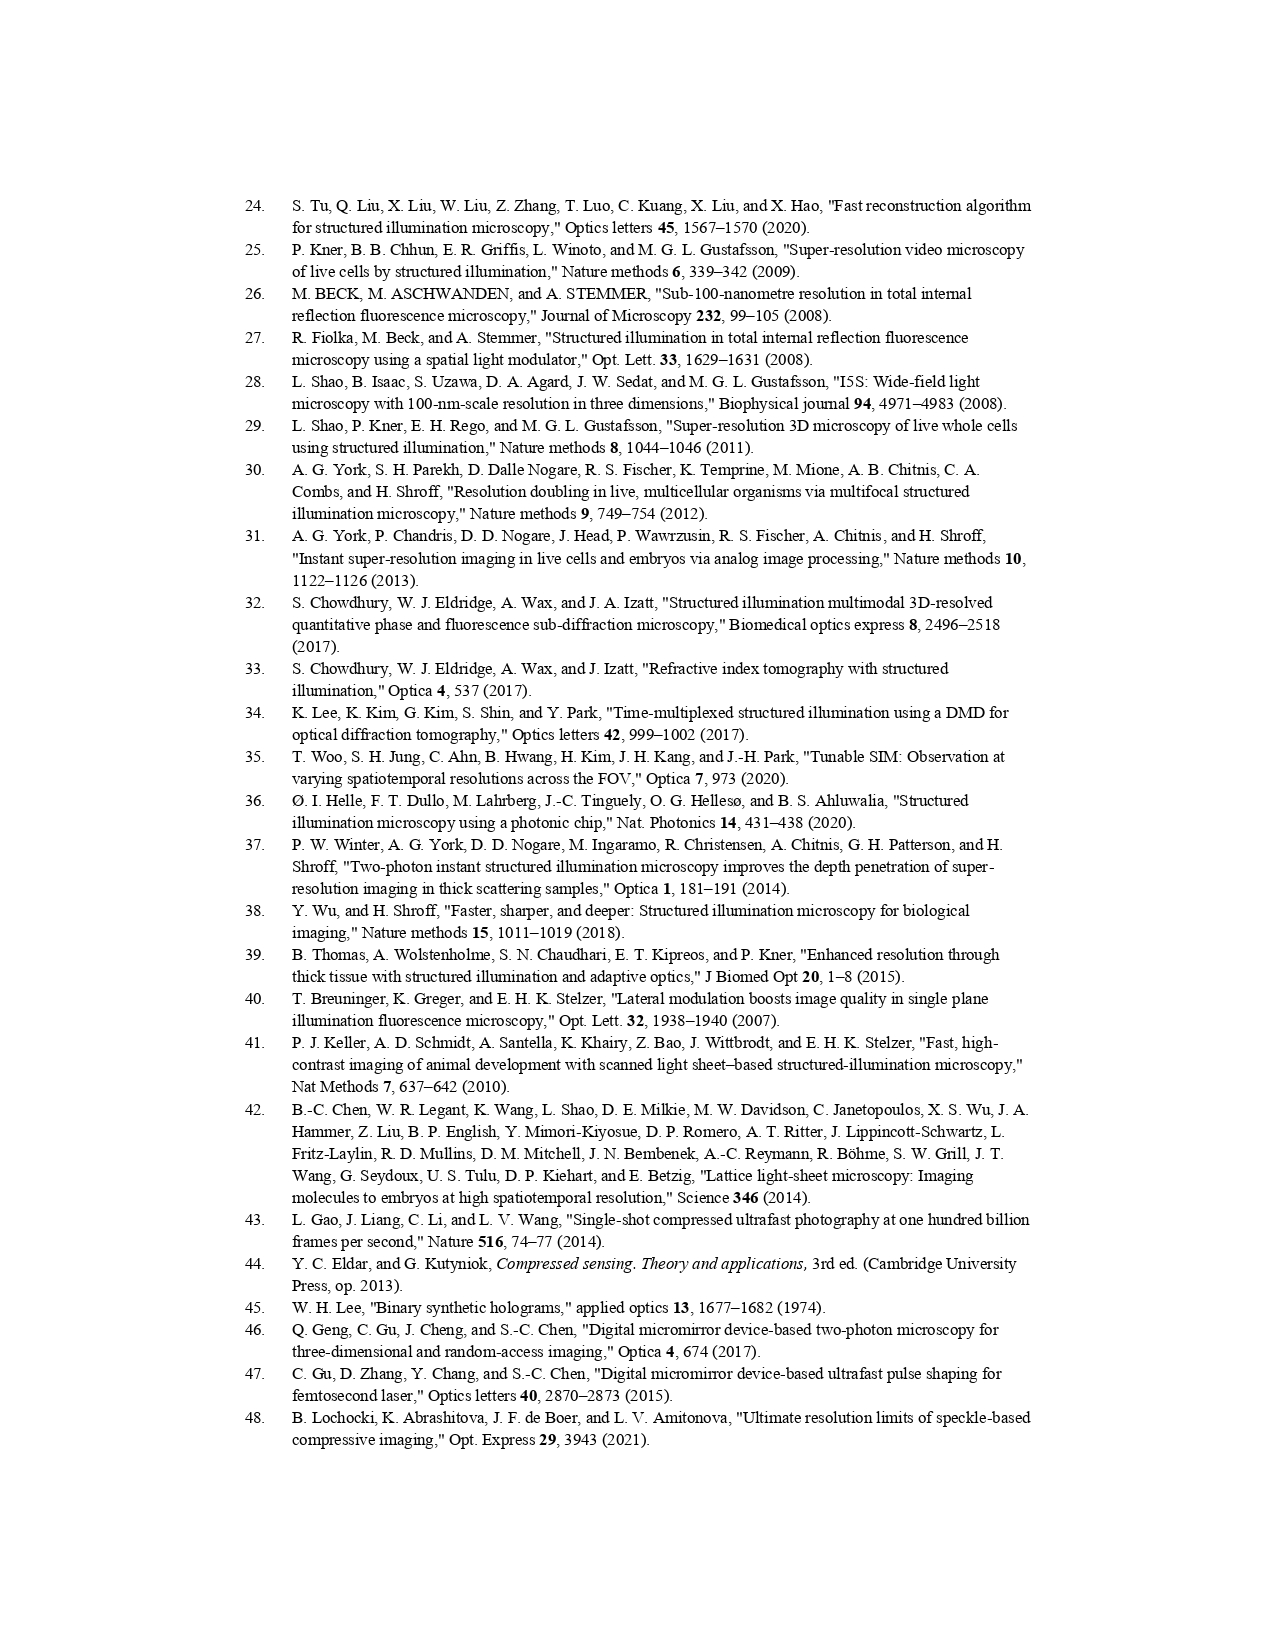 24. S. Tu, Q. Liu, X. Liu, W. Liu, Z. Zhang, T. Luo, C. Kuang, X. Liu, and X. Hao, "Fast reconstruction algorithm
for structured illumination microscopy," Optics letters 45, 1567–1570 (2020).
25. P. Kner, B. B. Chhun, E. R. Griffis, L. Winoto, and M. G. L. Gustafsson, "Super-resolution video microscopy
of live cells by structured illumination," Nature methods 6, 339–342 (2009).
26. M. BECK, M. ASCHWANDEN, and A. STEMMER, "Sub-100-nanometre resolution in total internal
reflection fluorescence microscopy," Journal of Microscopy 232, 99–105 (2008).
27. R. Fiolka, M. Beck, and A. Stemmer, "Structured illumination in total internal reflection fluorescence
microscopy using a spatial light modulator," Opt. Lett. 33, 1629–1631 (2008).
28. L. Shao, B. Isaac, S. Uzawa, D. A. Agard, J. W. Sedat, and M. G. L. Gustafsson, "I5S: Wide-field light
microscopy with 100-nm-scale resolution in three dimensions," Biophysical journal 94, 4971–4983 (2008).
29. L. Shao, P. Kner, E. H. Rego, and M. G. L. Gustafsson, "Super-resolution 3D microscopy of live whole cells
using structured illumination," Nature methods 8, 1044–1046 (2011).
30. A. G. York, S. H. Parekh, D. Dalle Nogare, R. S. Fischer, K. Temprine, M. Mione, A. B. Chitnis, C. A.
Combs, and H. Shroff, "Resolution doubling in live, multicellular organisms via multifocal structured
illumination microscopy," Nature methods 9, 749–754 (2012).
31. A. G. York, P. Chandris, D. D. Nogare, J. Head, P. Wawrzusin, R. S. Fischer, A. Chitnis, and H. Shroff,
"Instant super-resolution imaging in live cells and embryos via analog image processing," Nature methods 10,
1122–1126 (2013).
32. S. Chowdhury, W. J. Eldridge, A. Wax, and J. A. Izatt, "Structured illumination multimodal 3D-resolved
quantitative phase and fluorescence sub-diffraction microscopy," Biomedical optics express 8, 2496–2518
(2017).
33. S. Chowdhury, W. J. Eldridge, A. Wax, and J. Izatt, "Refractive index tomography with structured
illumination," Optica 4, 537 (2017).
34. K. Lee, K. Kim, G. Kim, S. Shin, and Y. Park, "Time-multiplexed structured illumination using a DMD for
optical diffraction tomography," Optics letters 42, 999–1002 (2017).
35. T. Woo, S. H. Jung, C. Ahn, B. Hwang, H. Kim, J. H. Kang, and J.-H. Park, "Tunable SIM: Observation at
varying spatiotemporal resolutions across the FOV," Optica 7, 973 (2020).
36. Ø. I. Helle, F. T. Dullo, M. Lahrberg, J.-C. Tinguely, O. G. Hellesø, and B. S. Ahluwalia, "Structured
illumination microscopy using a photonic chip," Nat. Photonics 14, 431–438 (2020).
37. P. W. Winter, A. G. York, D. D. Nogare, M. Ingaramo, R. Christensen, A. Chitnis, G. H. Patterson, and H.
Shroff, "Two-photon instant structured illumination microscopy improves the depth penetration of super-
resolution imaging in thick scattering samples," Optica 1, 181–191 (2014).
38. Y. Wu, and H. Shroff, "Faster, sharper, and deeper: Structured illumination microscopy for biological
imaging," Nature methods 15, 1011–1019 (2018).
39. B. Thomas, A. Wolstenholme, S. N. Chaudhari, E. T. Kipreos, and P. Kner, "Enhanced resolution through
thick tissue with structured illumination and adaptive optics," J Biomed Opt 20, 1–8 (2015).
40. T. Breuninger, K. Greger, and E. H. K. Stelzer, "Lateral modulation boosts image quality in single plane
illumination fluorescence microscopy," Opt. Lett. 32, 1938–1940 (2007).
41. P. J. Keller, A. D. Schmidt, A. Santella, K. Khairy, Z. Bao, J. Wittbrodt, and E. H. K. Stelzer, "Fast, high-
contrast imaging of animal development with scanned light sheet–based structured-illumination microscopy,"
Nat Methods 7, 637–642 (2010).
42. B.-C. Chen, W. R. Legant, K. Wang, L. Shao, D. E. Milkie, M. W. Davidson, C. Janetopoulos, X. S. Wu, J. A.
Hammer, Z. Liu, B. P. English, Y. Mimori-Kiyosue, D. P. Romero, A. T. Ritter, J. Lippincott-Schwartz, L.
Fritz-Laylin, R. D. Mullins, D. M. Mitchell, J. N. Bembenek, A.-C. Reymann, R. Böhme, S. W. Grill, J. T.
Wang, G. Seydoux, U. S. Tulu, D. P. Kiehart, and E. Betzig, "Lattice light-sheet microscopy: Imaging
molecules to embryos at high spatiotemporal resolution," Science 346 (2014).
43. L. Gao, J. Liang, C. Li, and L. V. Wang, "Single-shot compressed ultrafast photography at one hundred billion
frames per second," Nature 516, 74–77 (2014).
44. Y. C. Eldar, and G. Kutyniok, Compressed sensing. Theory and applications, 3rd ed. (Cambridge University
Press, op. 2013).
45. W. H. Lee, "Binary synthetic holograms," applied optics 13, 1677–1682 (1974).
46. Q. Geng, C. Gu, J. Cheng, and S.-C. Chen, "Digital micromirror device-based two-photon microscopy for
three-dimensional and random-access imaging," Optica 4, 674 (2017).
47. C. Gu, D. Zhang, Y. Chang, and S.-C. Chen, "Digital micromirror device-based ultrafast pulse shaping for
femtosecond laser," Optics letters 40, 2870–2873 (2015).
48. B. Lochocki, K. Abrashitova, J. F. de Boer, and L. V. Amitonova, "Ultimate resolution limits of speckle-based
compressive imaging," Opt. Express 29, 3943 (2021).